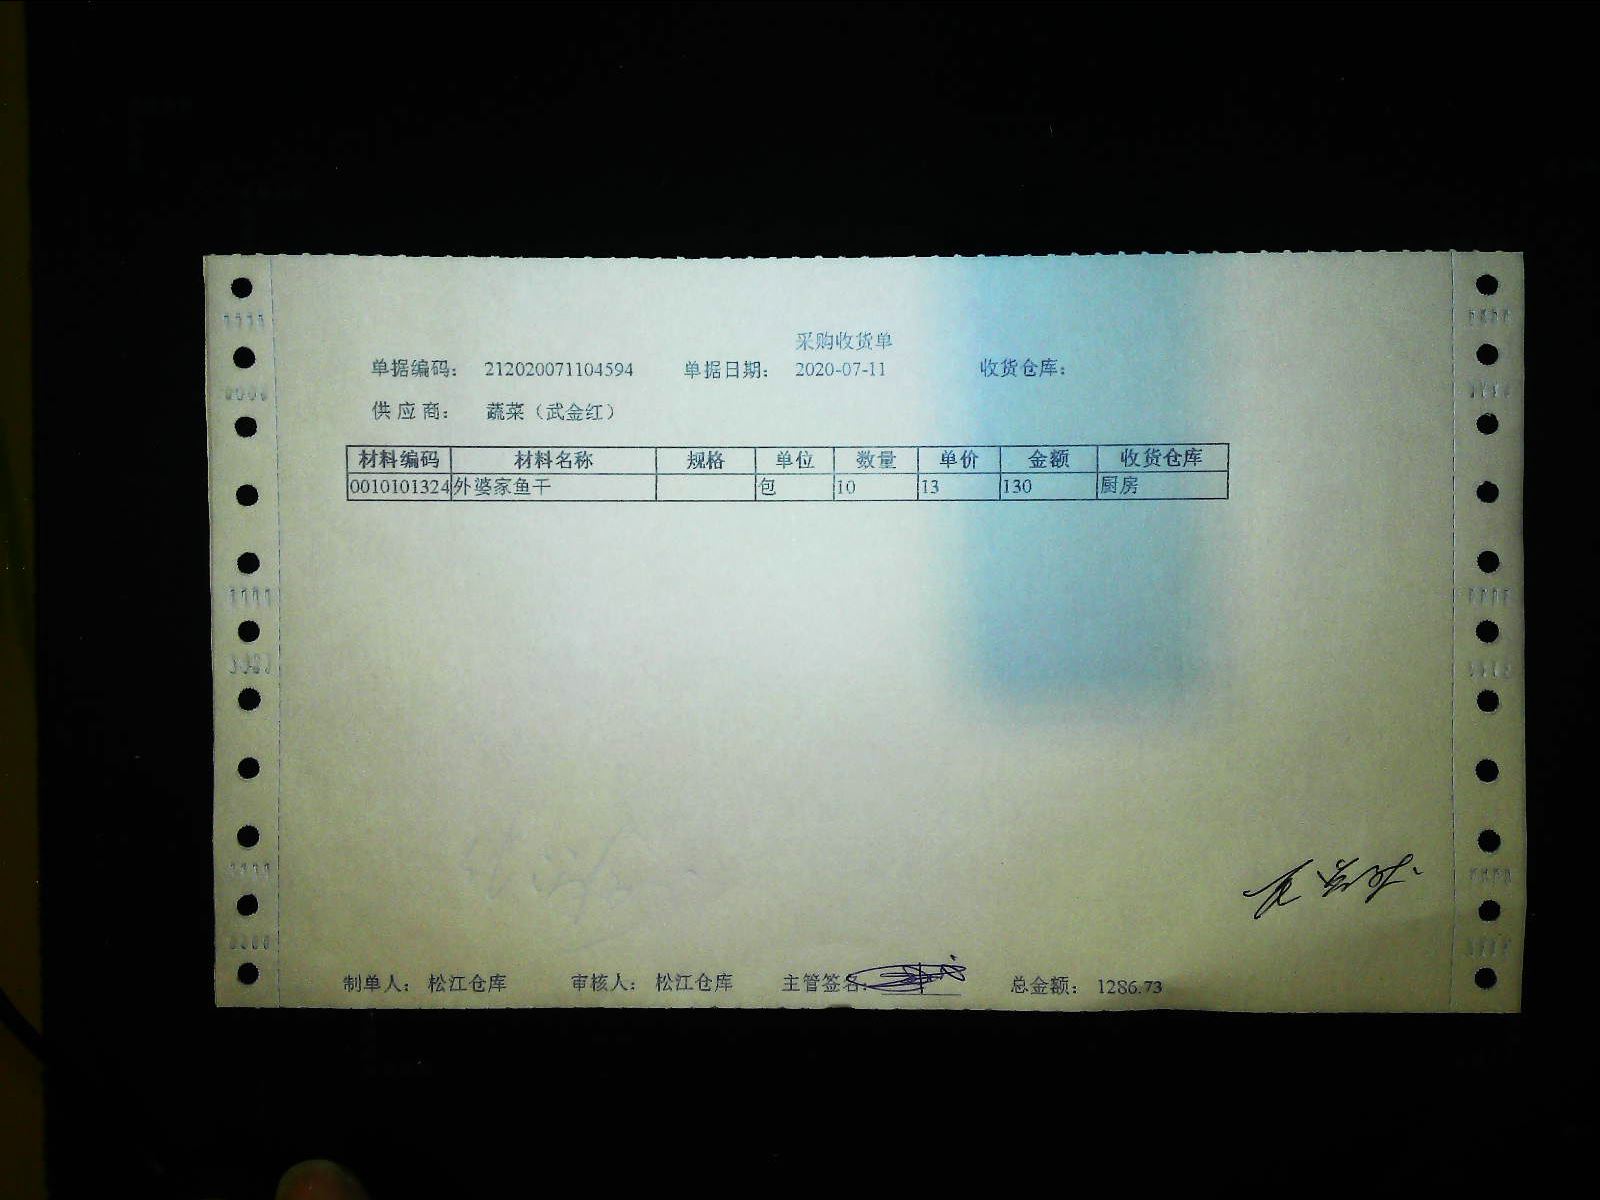 采购收货单
单据编码: 212020071104594 单据日期: 2020-07-11 收货仓库:
供 应 商: 蔬菜（武金红）
材料编码 材料名称 规格 单位 数量 单价 金额 收货仓库
0010101324 外婆家鱼干 包 10 13 130 厨房
制单人: 松江仓库 审核人: 松江仓库 主管签名: 总金额: 1286.73